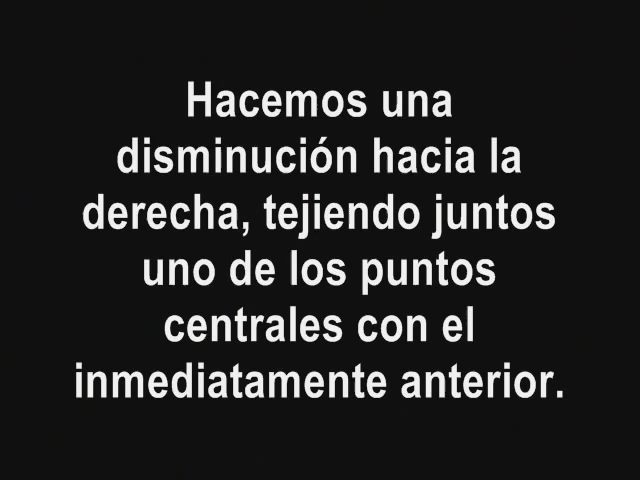 Hacemos una
disminución hacia la
derecha, tejiendo juntos
uno de los puntos
centrales con el
inmediatamente anterior.